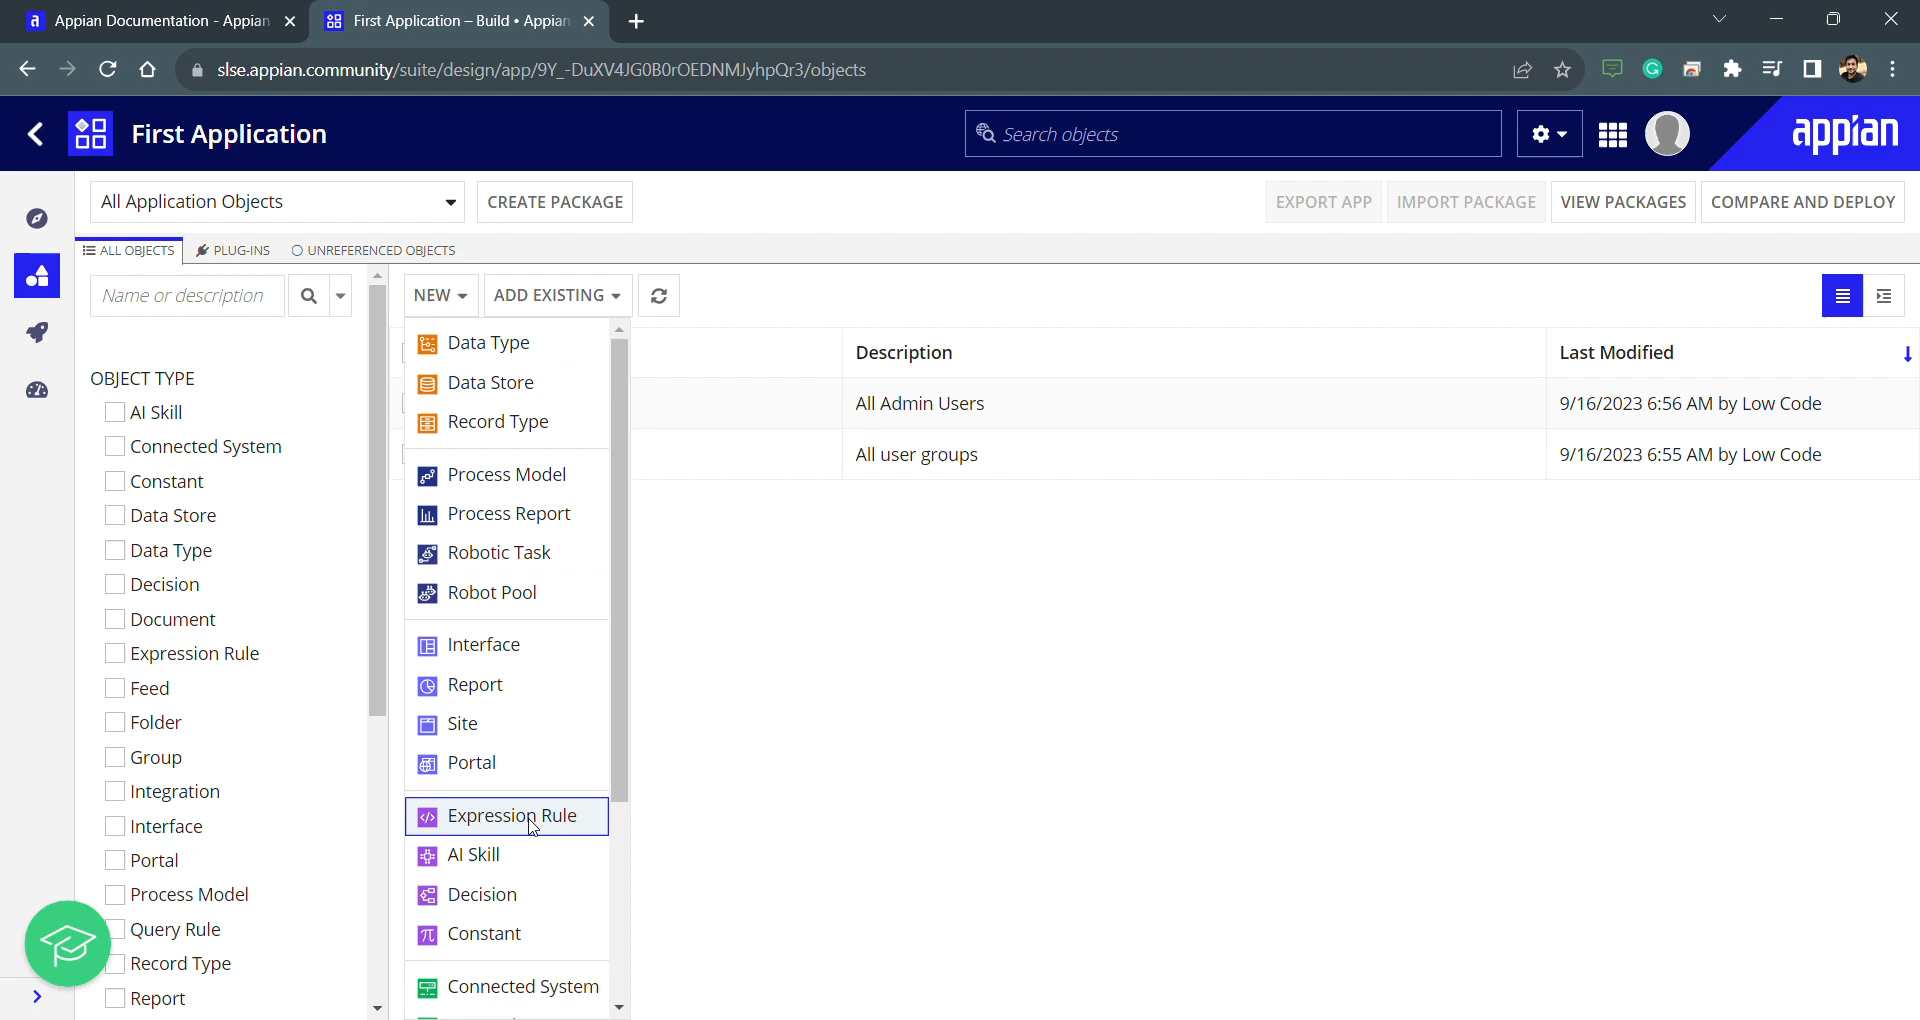 Appian Documentation - Appian
First Application – Build • Appian
slse.appian.community/suite/design/app/9Y_-DuXV4JG0B0rOEDNMJyhpQr3/objects
First Application
Search objects
appian
All Application Objects
CREATE PACKAGE
EXPORT APP
IMPORT PACKAGE
VIEW PACKAGES
COMPARE AND DEPLOY
ALL OBJECTS
PLUG-INS
UNREFERENCED OBJECTS
Name or description
NEW
ADD EXISTING
OBJECT TYPE
AI Skill
Connected System
Constant
Data Store
Data Type
Decision
Document
Expression Rule
Feed
Folder
Group
Integration
Interface
Portal
Process Model
Query Rule
Record Type
Report
Data Type
Data Store
Record Type
Process Model
Process Report
Robotic Task
Robot Pool
Interface
Report
Site
Portal
Expression Rule
AI Skill
Decision
Constant
Connected System
Description
Last Modified
All Admin Users
9/16/2023 6:56 AM by Low Code
All user groups
9/16/2023 6:55 AM by Low Code